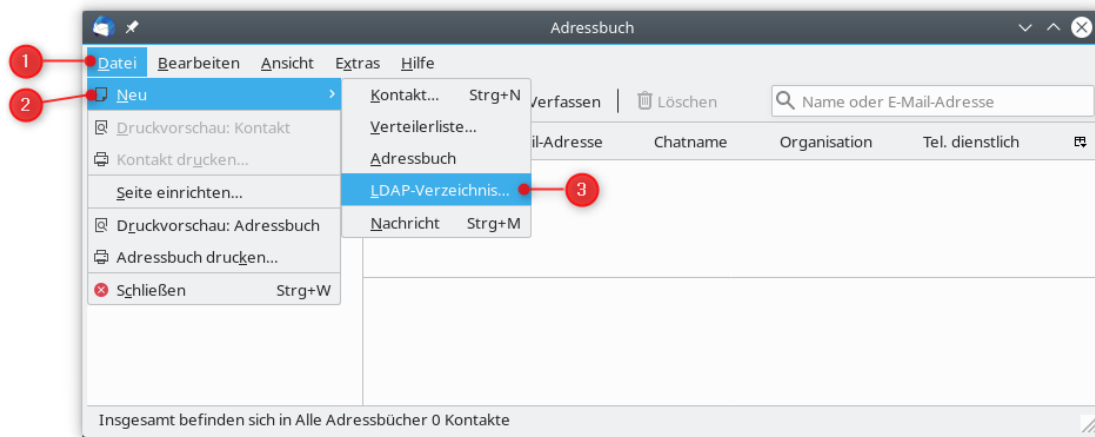 Adressbuch
1
Datei Bearbeiten Ansicht Extras Hilfe
2
Neu
Druckvorschau: Kontakt
Kontakt drucken...
Seite einrichten...
Druckvorschau: Adressbuch
Adressbuch drucken...
Schließen Strg+W
Kontakt... Strg+N
Verteilerliste...
Adressbuch
LDAP-Verzeichnis...
3
Nachricht Strg+M
Verfassen Löschen Name oder E-Mail-Adresse
il-Adresse Chatname Organisation Tel. dienstlich
Insgesamt befinden sich in Alle Adressbücher 0 Kontakte